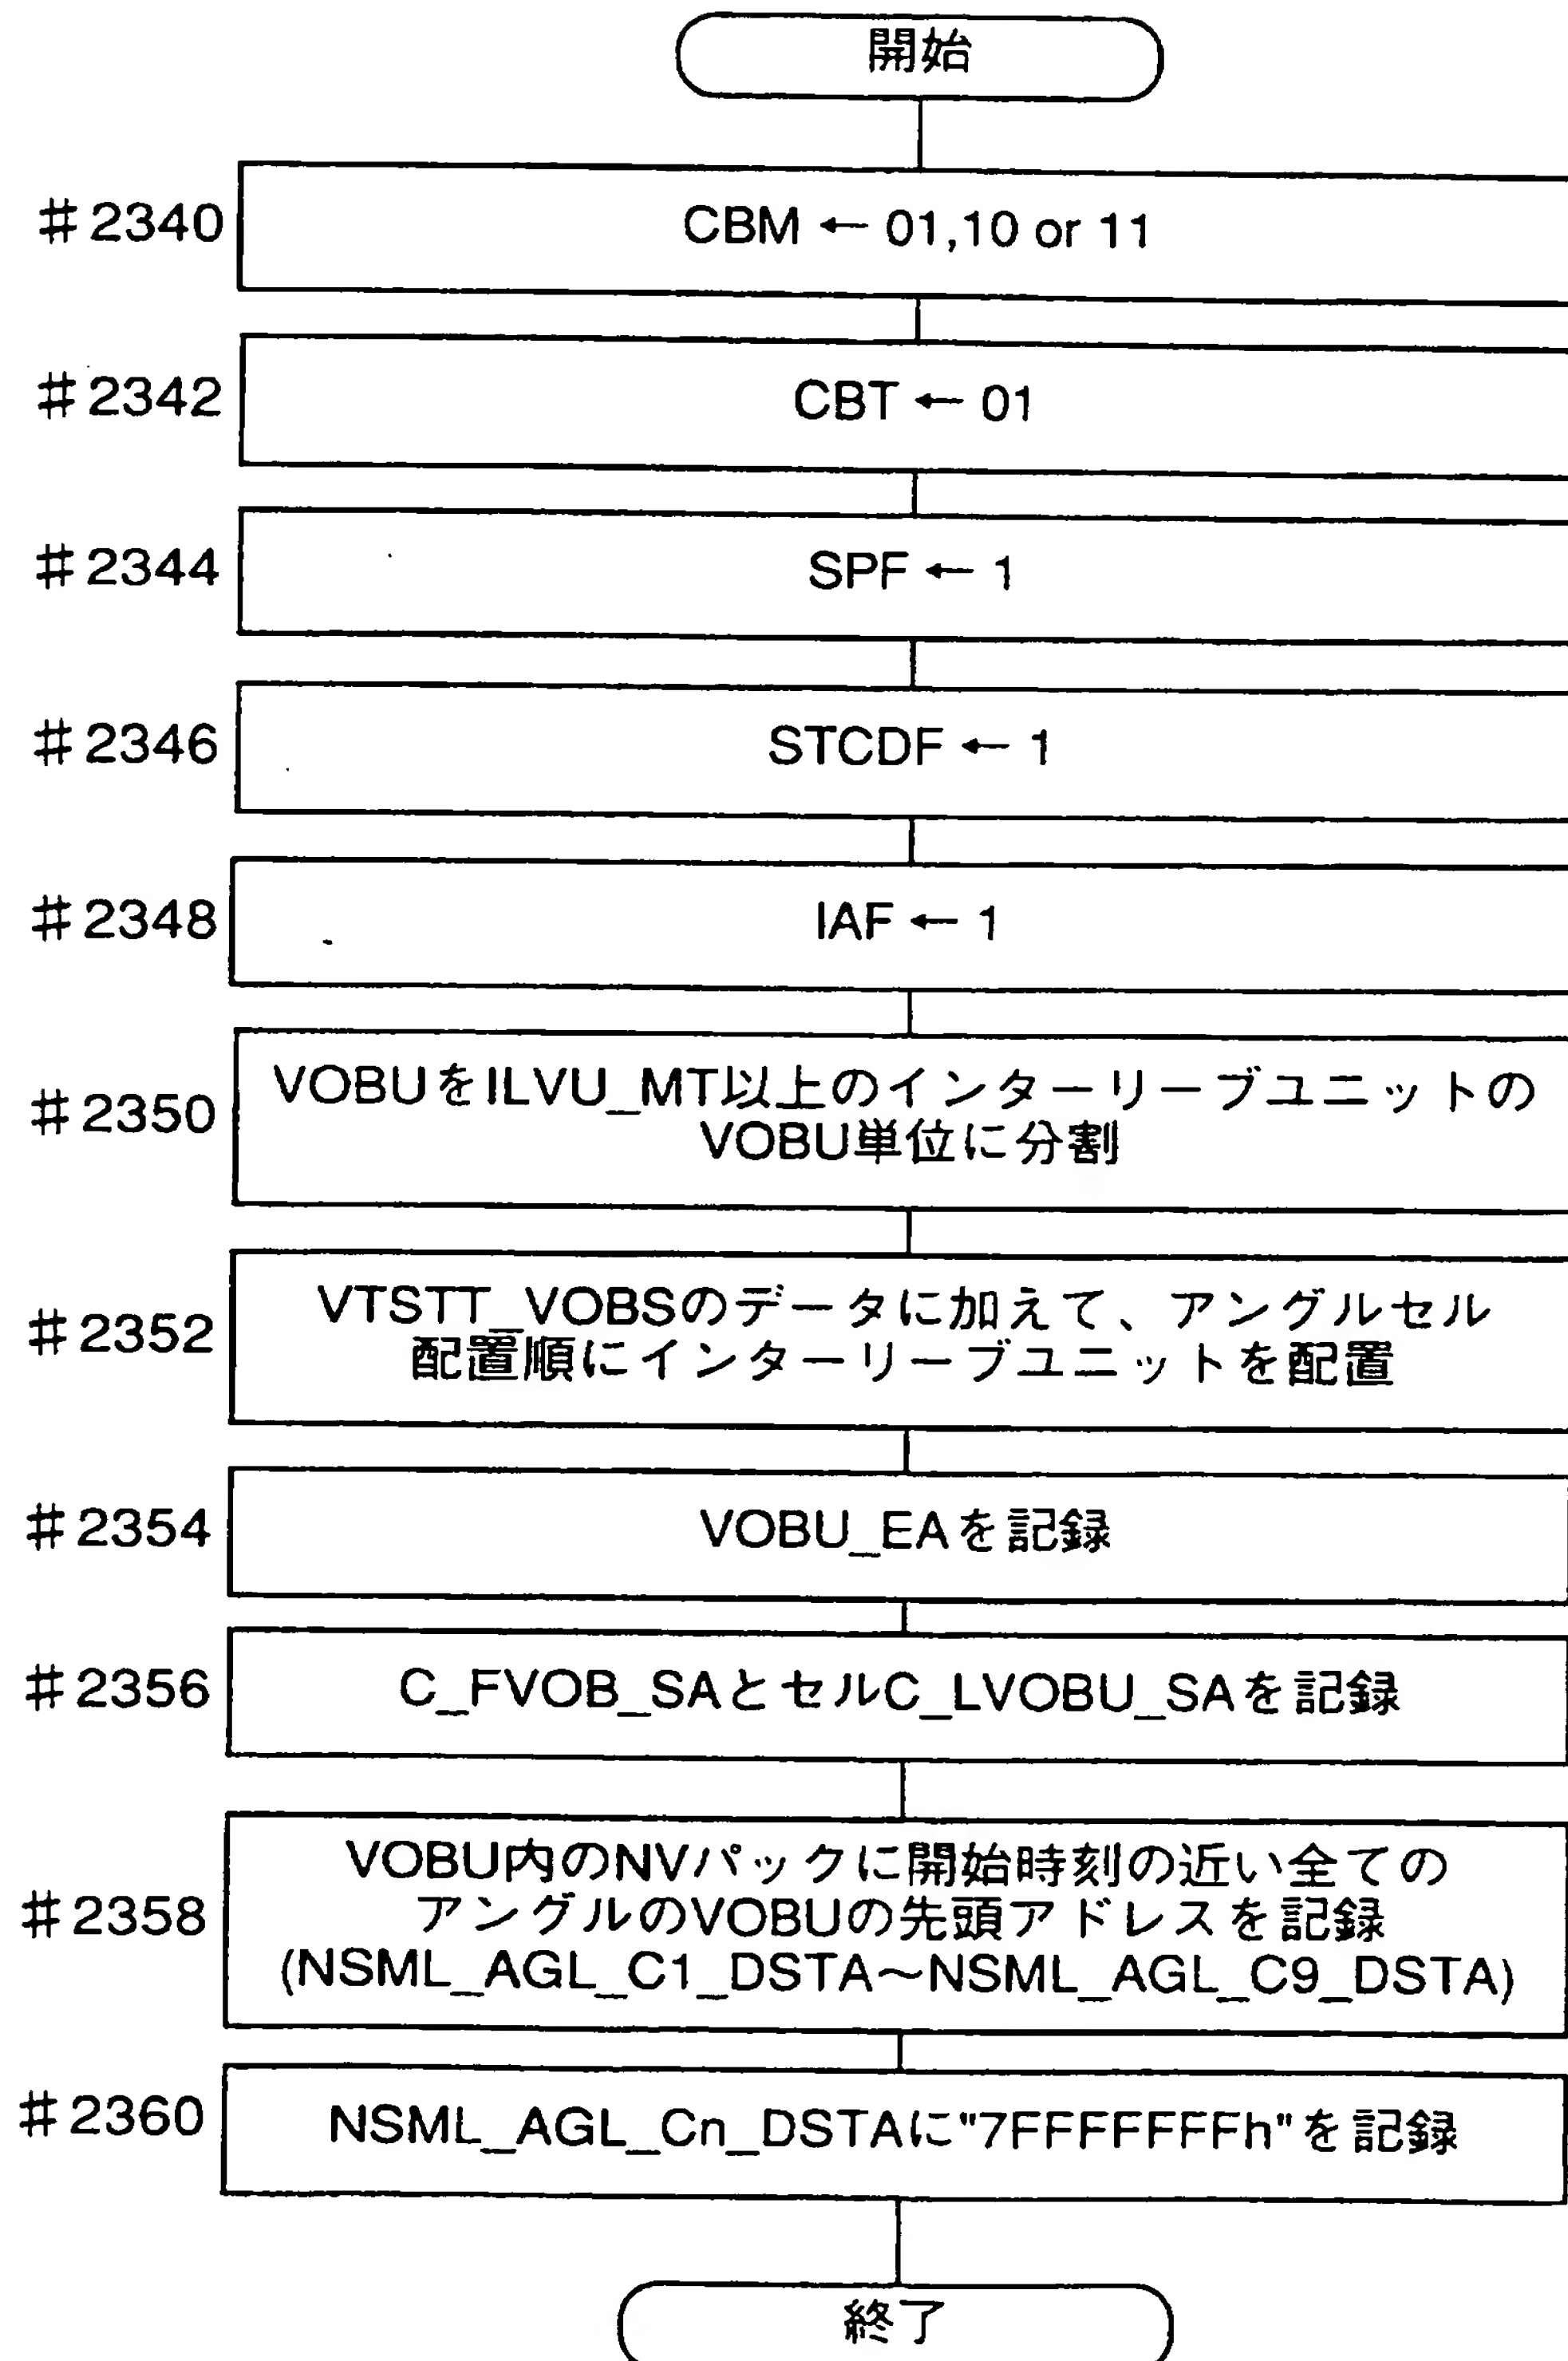 開始
#2340
CBM ← 01,10 or 11
#2342
CBT ← 01
#2344
SPF ← 1
#2346
STCDF ← 1
#2348
IAF ← 1
#2350
VOBUをILVU_MT以上のインターリーブユニットの
VOBU単位に分割
#2352
VTSTT_VOBSのデータに加えて、アングルセル
配置順にインターリーブユニットを配置
#2354
VOBU_EAを記録
#2356
C_FVOB_SAとセルC_LVOBU_SAを記録
#2358
VOBU内のNVパックに開始時刻の近い全ての
アングルのVOBUの先頭アドレスを記録
(NSML_AGL_C1_DSTA～NSML_AGL_C9_DSTA)
#2360
NSML_AGL_Cn_DSTAに"7FFFFFFFh"を記録
終了